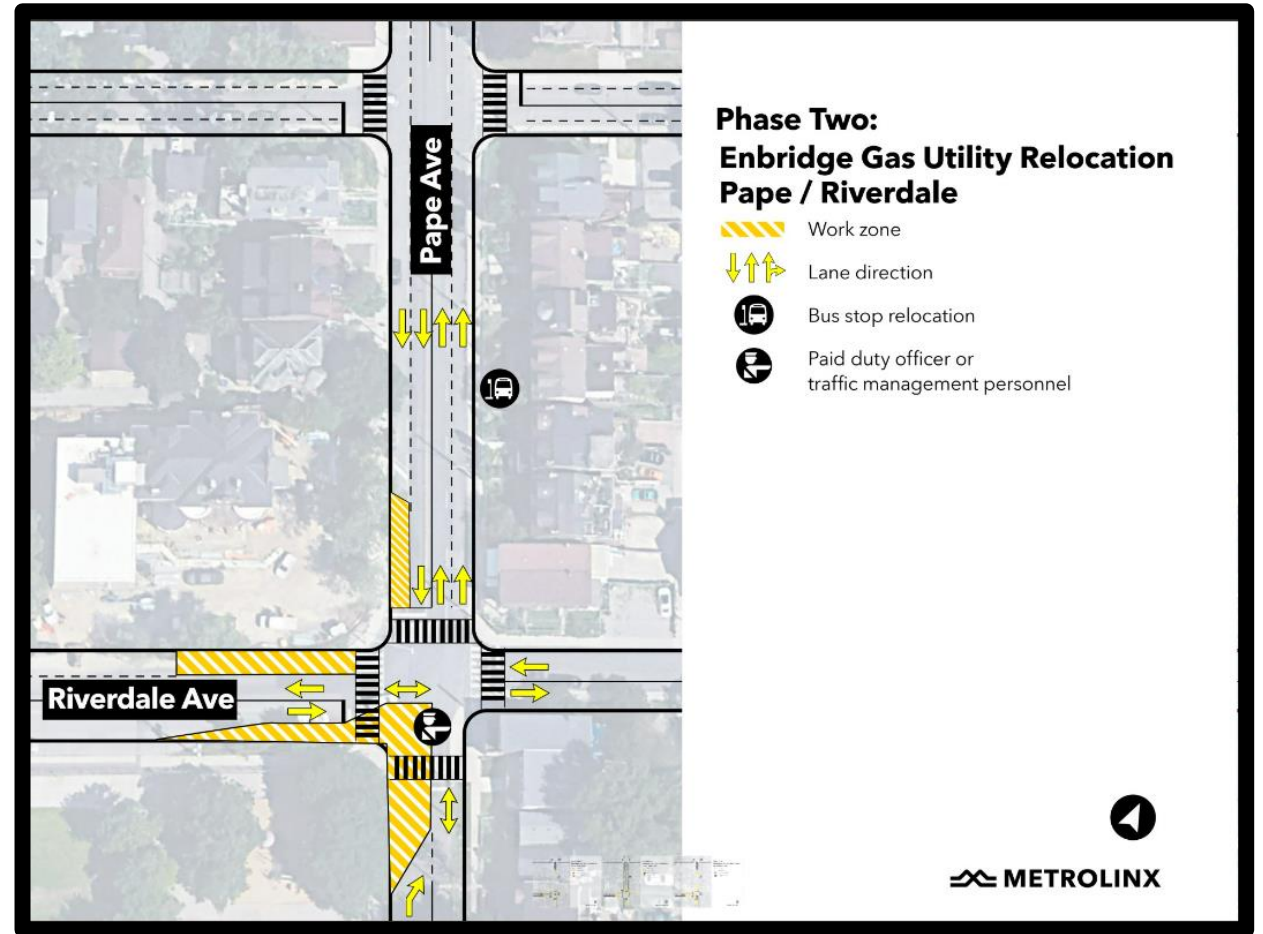 Pape Ave
Riverdale Ave
Phase Two:
Enbridge Gas Utility Relocation
Pape / Riverdale
Work zone
Lane direction
Bus stop relocation
Paid duty officer or
traffic management personnel
METROLINX